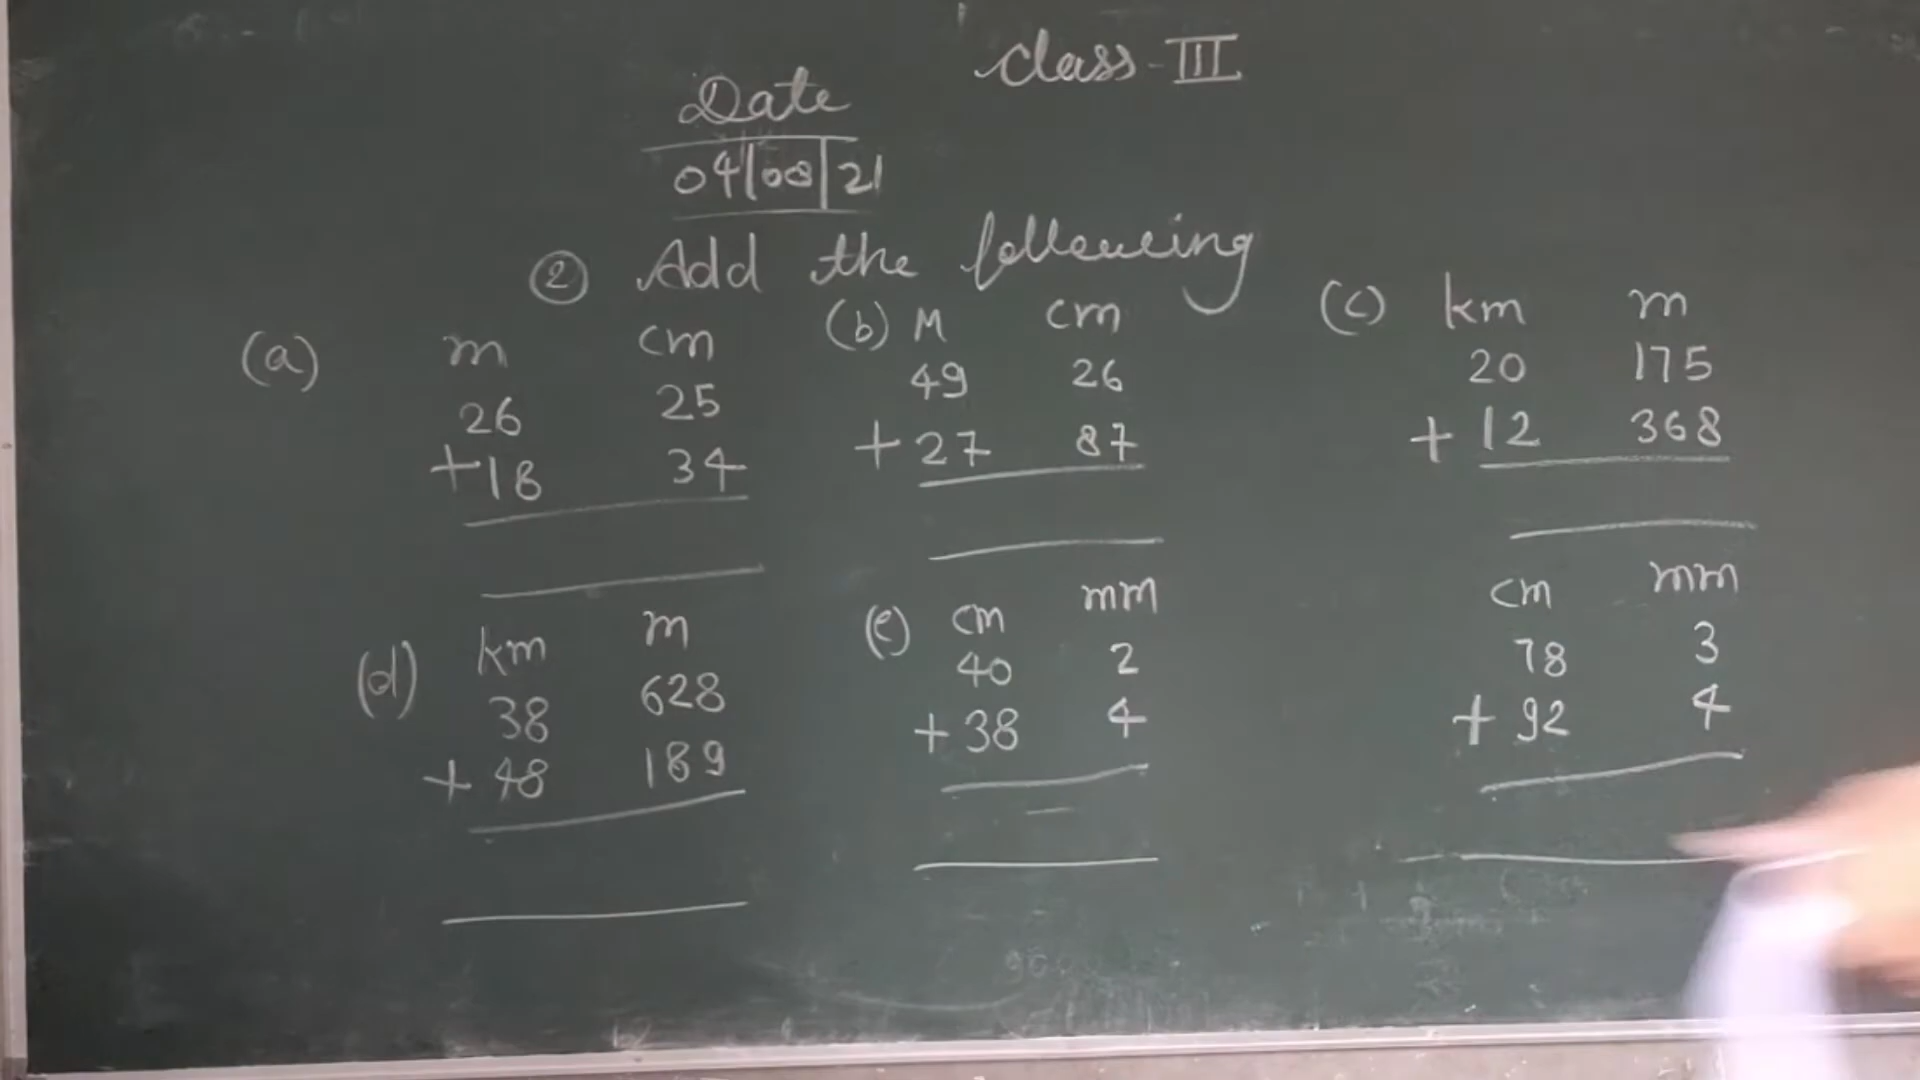 Class-III
Date
04/08/21
② Add the following
(a) m cm
26 25
+18 34
(b) M cm
49 26
+27 87
(c) km m
20 175
+12 368
(d) km m
38 628
+48 189
(e) cm mm
40 2
+38 4
cm mm
78 3
+92 4